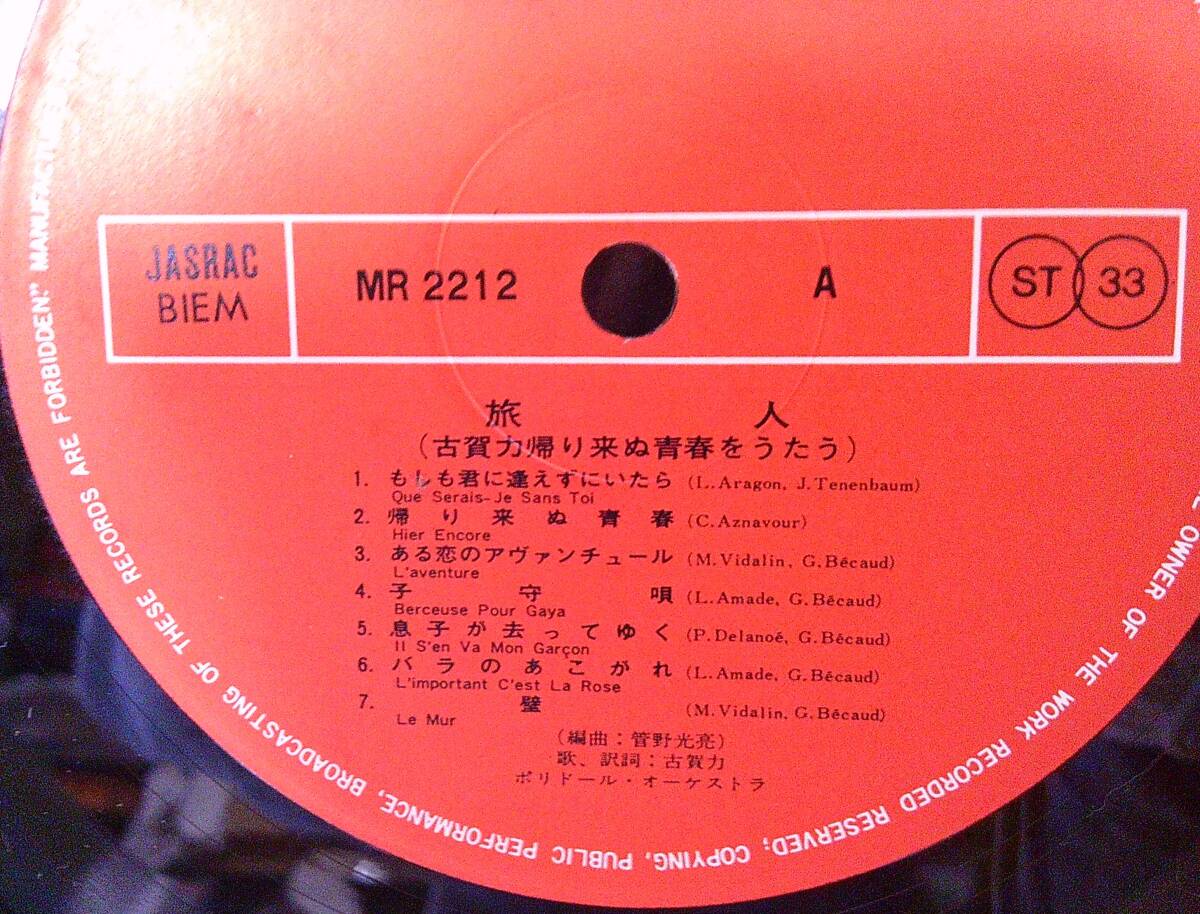 JASRAC
BIEM
MR 2212
A
ST 33
旅人
(古賀力帰り来ぬ青春をうたう)
1. もしも君に逢えずにいたら (L. Aragon, J. Tenenbaum)
Que Serais-Je Sans Toi
2. 帰り来ぬ青春 (C. Aznavour)
Hier Encore
3. ある恋のアヴァンチュール (M. Vidalin, G. Bécaud)
L'aventure
4. 子守唄 (L. Amade, G. Bécaud)
Berceuse Pour Gaya
5. 息子が去ってゆく (P. Delanoé, G. Bécaud)
Il S'en Va Mon Garçon
6. バラのあこがれ (L. Amade, G. Bécaud)
L'important C'est La Rose
7. 壁 (M. Vidalin, G. Bécaud)
Le Mur
(編曲：管野光亮)
歌、訳詞：古賀力
ポリドール・オーケストラ
OWNER OF THE WORK RECORDED RESERVED; COPYING, PUBLIC PERFORMANCE, BROADCASTING OF THESE RECORDS ARE FORBIDDEN."